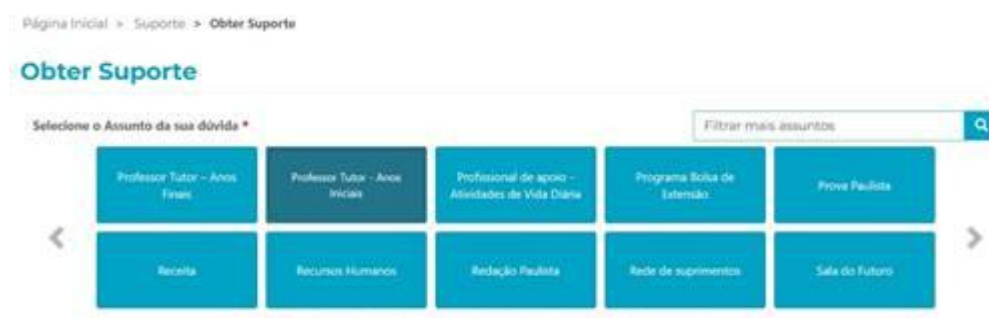 Página Inicial > Suporte > Obter Suporte
Obter Suporte
Selecione o Assunto da sua dúvida *
Filtrar mais assuntos
Professor Tutor – Anos
Finais
Professor Tutor - Anos
Iniciais
Profissional de apoio -
Atividades de Vida Diária
Programa Bolsa de
Extensão
Prova Paulista
Receita
Recursos Humanos
Redação Paulista
Rede de suprimentos
Sala do Futuro